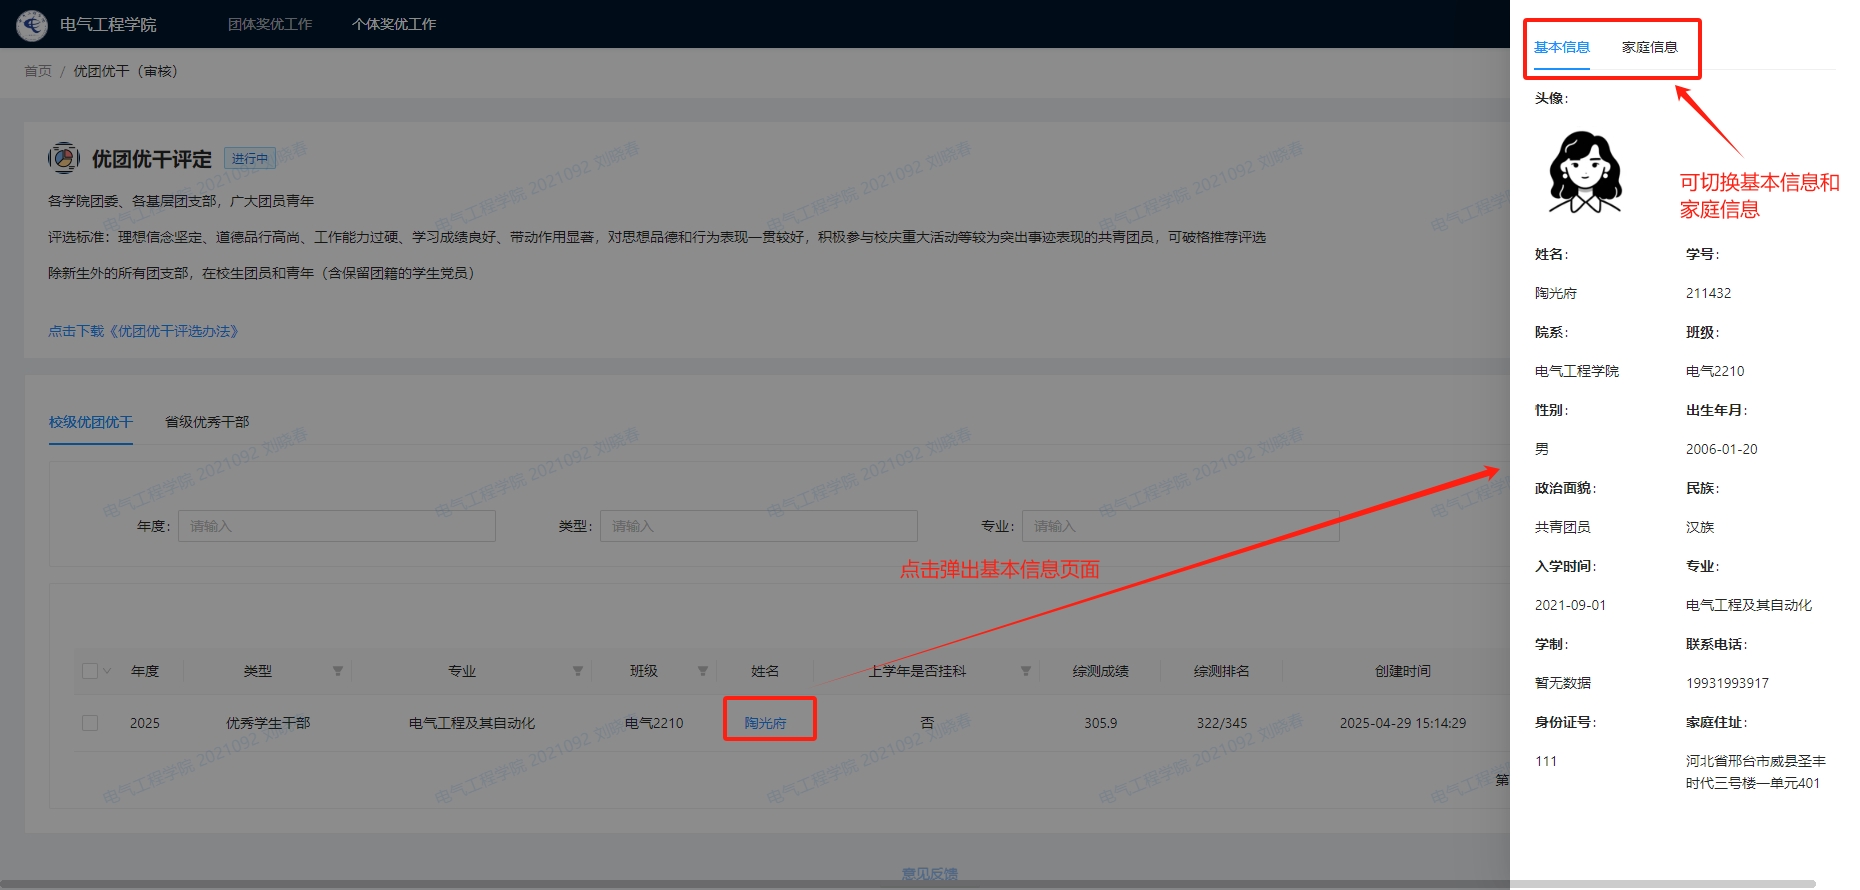 电气工程学院
团体奖优工作
个体奖优工作
首页 / 优团优干（审核）
优团优干评定
进行中
各学院团委、各基层团支部，广大团员青年
评选标准：理想信念坚定、道德品行高尚、工作能力过硬、学习成绩良好、带动作用显著，对思想品德和行为表现一贯较好，积极参与校庆重大活动等较为突出事迹表现的共青团员，可破格推荐评选
除新生外的所有团支部，在校生团员和青年（含保留团籍的学生党员）
点击下载《优团优干评选办法》
校级优团优干
省级优秀干部
年度： 请输入
类型： 请输入
专业： 请输入
点击弹出基本信息页面
年度 类型 专业 班级 姓名 上学年是否挂科 综测成绩 综测排名 创建时间
2025 优秀学生干部 电气工程及其自动化 电气2210 陶光府 否 305.9 322/345 2025-04-29 15:14:29
第
意见反馈
电气工程学院 2021092 刘晓春
基本信息 家庭信息
可切换基本信息和
家庭信息
头像：
姓名： 学号：
陶光府 211432
院系： 班级：
电气工程学院 电气2210
性别： 出生年月：
男 2006-01-20
政治面貌： 民族：
共青团员 汉族
入学时间： 专业：
2021-09-01 电气工程及其自动化
学制： 联系电话：
暂无数据 19931993917
身份证号： 家庭住址：
111 河北省邢台市威县圣丰
时代三号楼一单元401